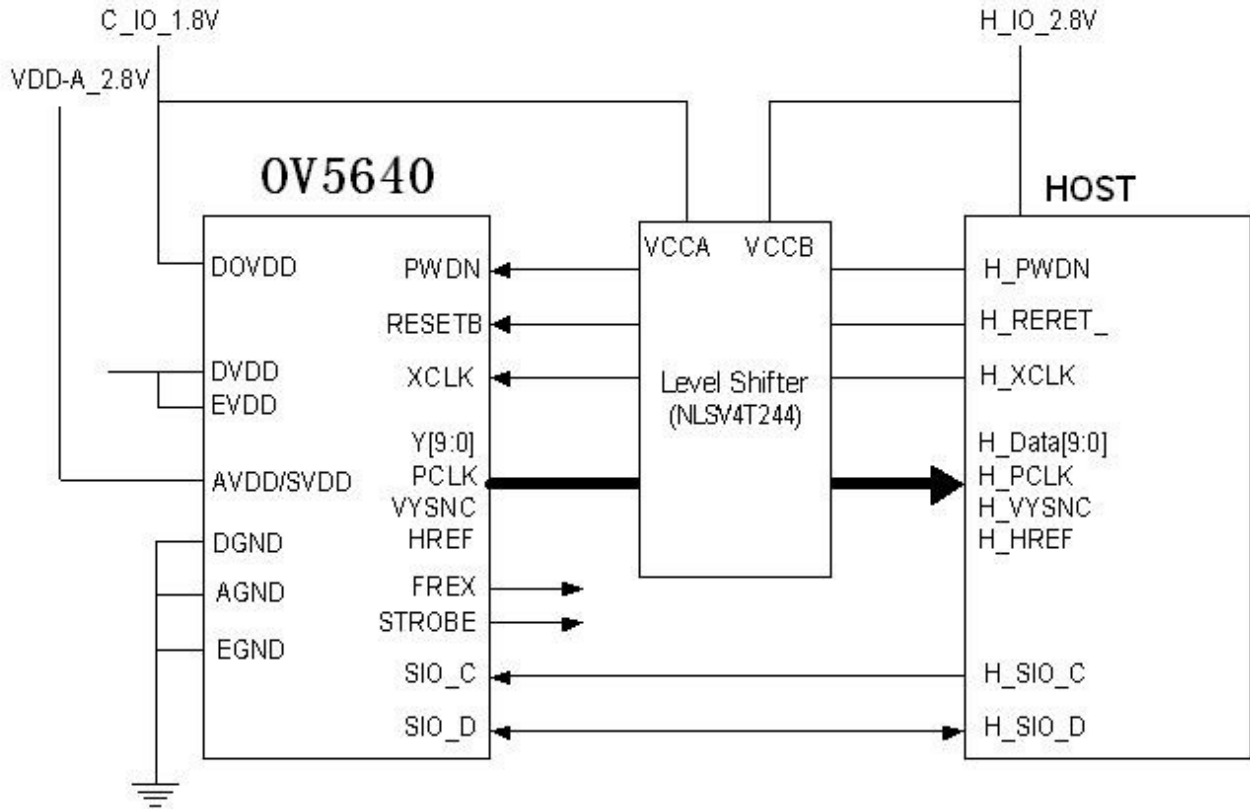 C_IO_1.8V
H_IO_2.8V
VDD-A_2.8V
OV5640
HOST
DOVDD
DVDD
EVDD
AVDD/SVDD
DGND
AGND
EGND
PWDN
RESETB
XCLK
Y[9:0]
PCLK
VYSNC
HREF
FREX
STROBE
SIO_C
SIO_D
VCCA VCCB
Level Shifter
(NLSV4T244)
H_PWDN
H_RERET_
H_XCLK
H_Data[9:0]
H_PCLK
H_VYSNC
H_HREF
H_SIO_C
H_SIO_D